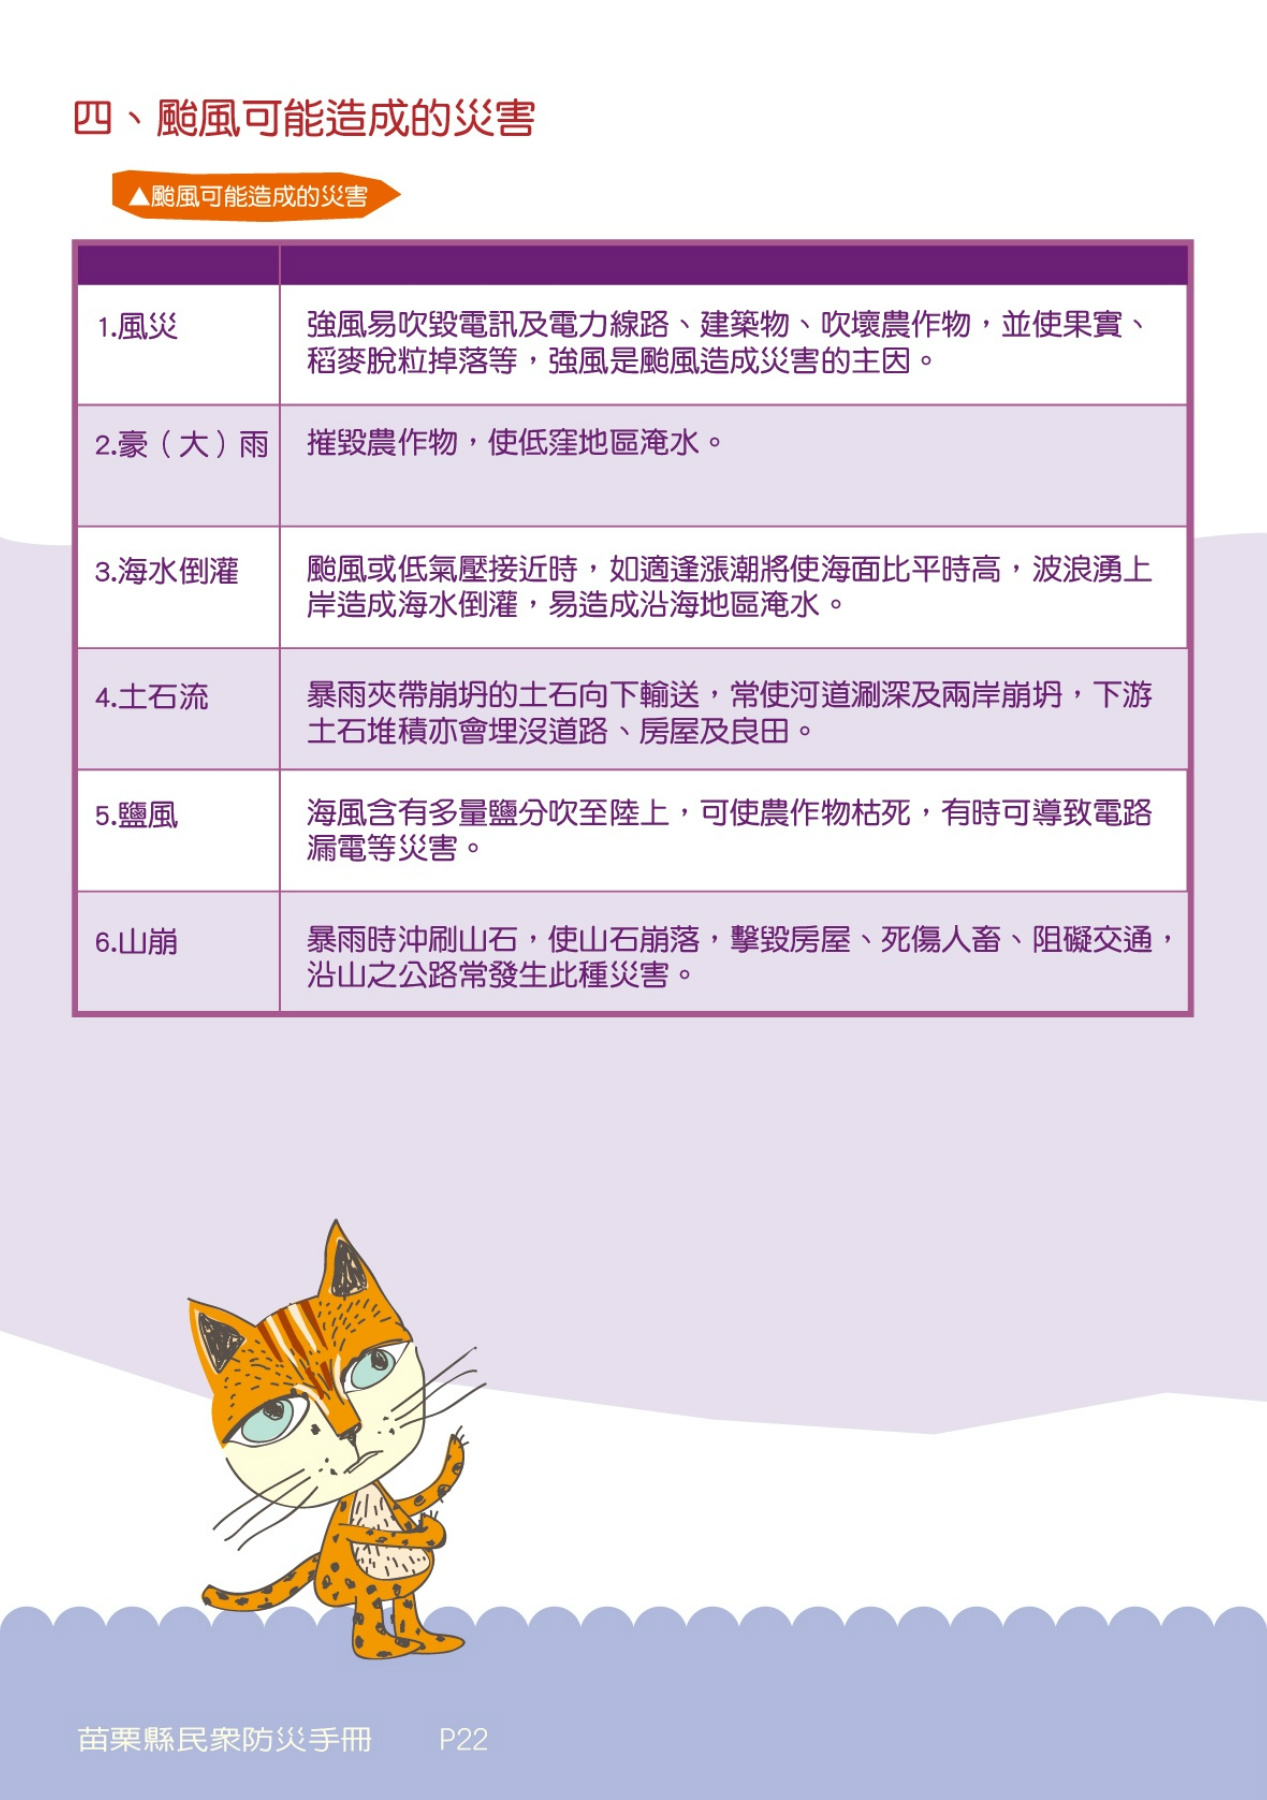 四、颱風可能造成的災害
▲颱風可能造成的災害
1.風災
強風易吹毀電訊及電力線路、建築物、吹壞農作物，並使果實、
稻麥脫粒掉落等，強風是颱風造成災害的主因。
2.豪（大）雨
摧毀農作物，使低窪地區淹水。
3.海水倒灌
颱風或低氣壓接近時，如適逢漲潮將使海面比平時高，波浪湧上
岸造成海水倒灌，易造成沿海地區淹水。
4.土石流
暴雨夾帶崩坍的土石向下輸送，常使河道涮深及兩岸崩坍，下游
土石堆積亦會埋沒道路、房屋及良田。
5.鹽風
海風含有多量鹽分吹至陸上，可使農作物枯死，有時可導致電路
漏電等災害。
6.山崩
暴雨時沖刷山石，使山石崩落，擊毀房屋、死傷人畜、阻礙交通，
沿山之公路常發生此種災害。
苗栗縣民衆防災手冊 P22